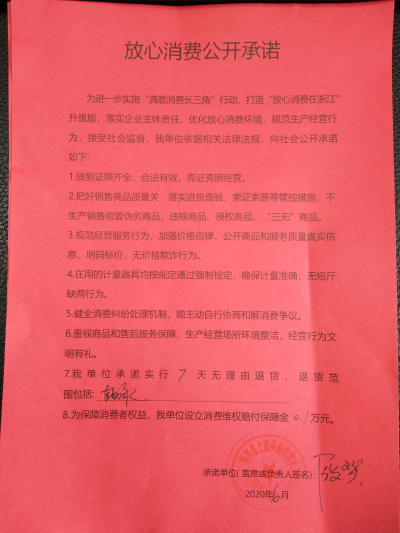 放心消费公开承诺
为进一步实施“满意消费长三角”行动，打造“放心消费在浙江”
升级版，落实企业主体责任，优化放心消费环境，规范生产经营行
为，接受社会监督，我单位依据相关法律法规，向社会公开承诺
如下:
1.做到证照齐全，合法有效，亮证亮照经营。
2.把好销售商品质量关，落实进货查验、索证索票等管控措施，不
生产销售假冒伪劣商品、违规商品、侵权商品、“三无”商品。
3.规范经营服务行为，加强价格自律，公开商品和服务质量真实信
息，明码标价，无价格欺诈行为。
4.在用的计量器具均按规定通过强制检定，确保计量准确，无短斤
缺两行为。
5.健全消费纠纷处理机制，能主动自行协商和解消费争议。
6.重视商品和售后服务保障，生产经营场所环境整洁，经营行为文
明有礼。
7.我单位承诺实行 7 天无理由退货，退货范
围包括: 轴承
8.为保障消费者权益，我单位设立消费维权赔付保障金 0.1 万元。
承诺单位(盖章或负责人签名):
2020年6月